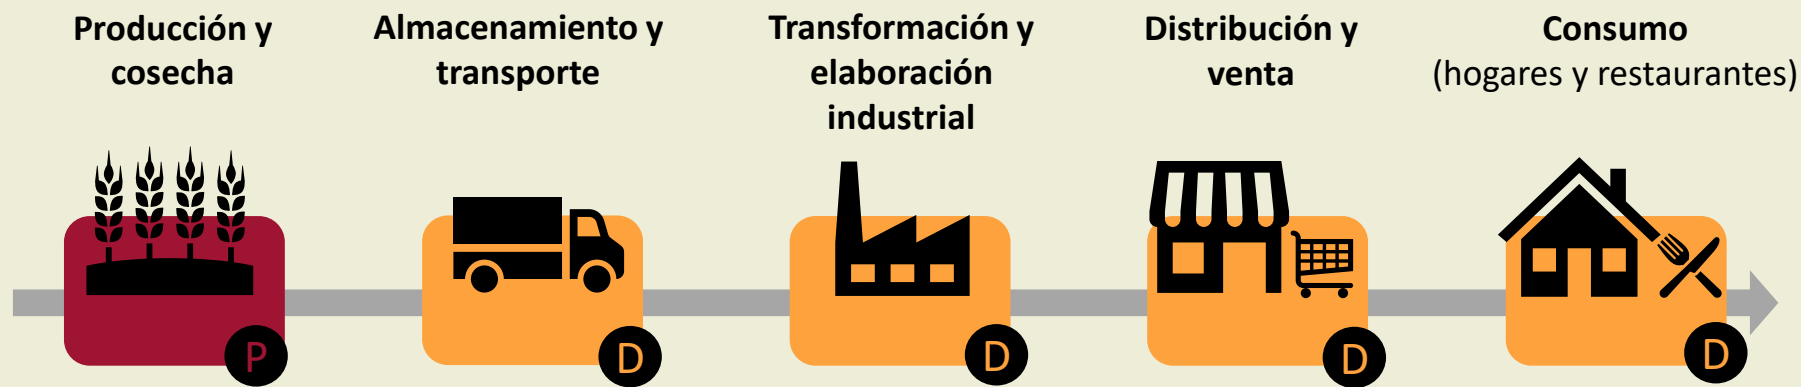 Producción y
cosecha
Almacenamiento y
transporte
Transformación y
elaboración
industrial
Distribución y
venta
Consumo
(hogares y restaurantes)
P
D
D
D
D